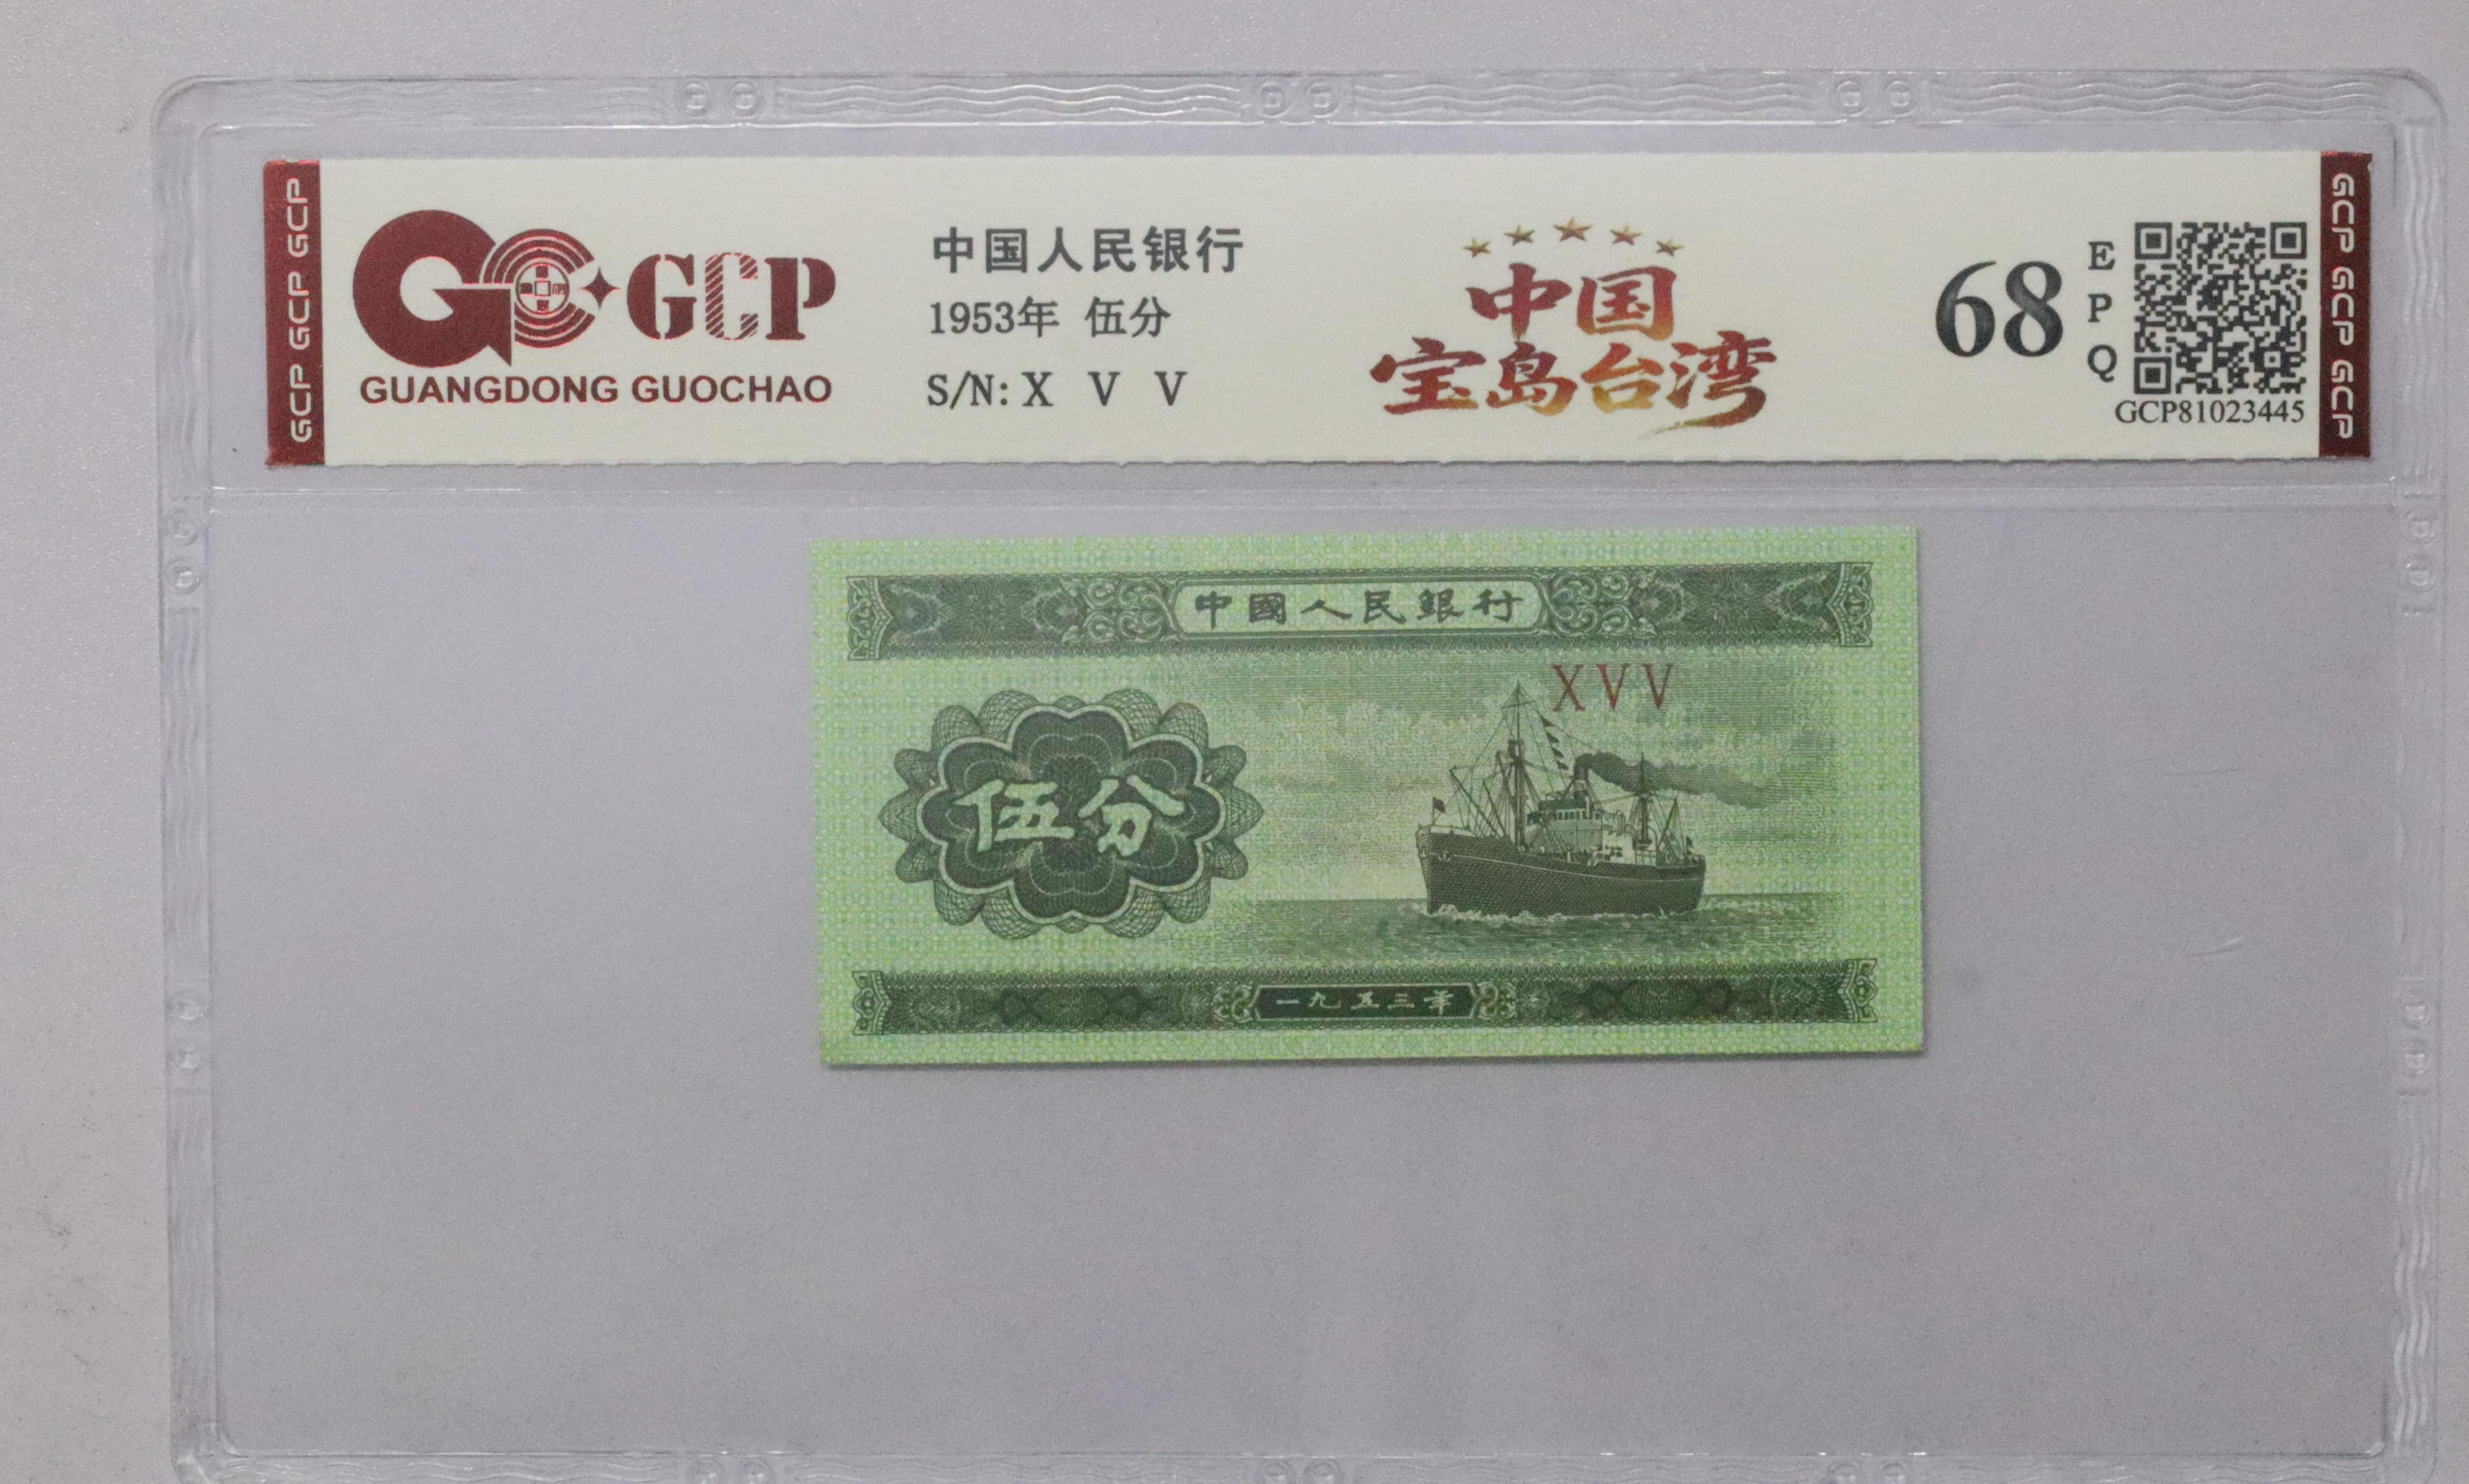 GCP GCP GCP
GCP
GUANGDONG GUOCHAO
中国人民银行
1953年 伍分
S/N: X V V
中国
宝岛台湾
68
E
P
Q
GCP81023445
GCP GCP GCP
中國人民銀行
XVV
伍分
一九五三年